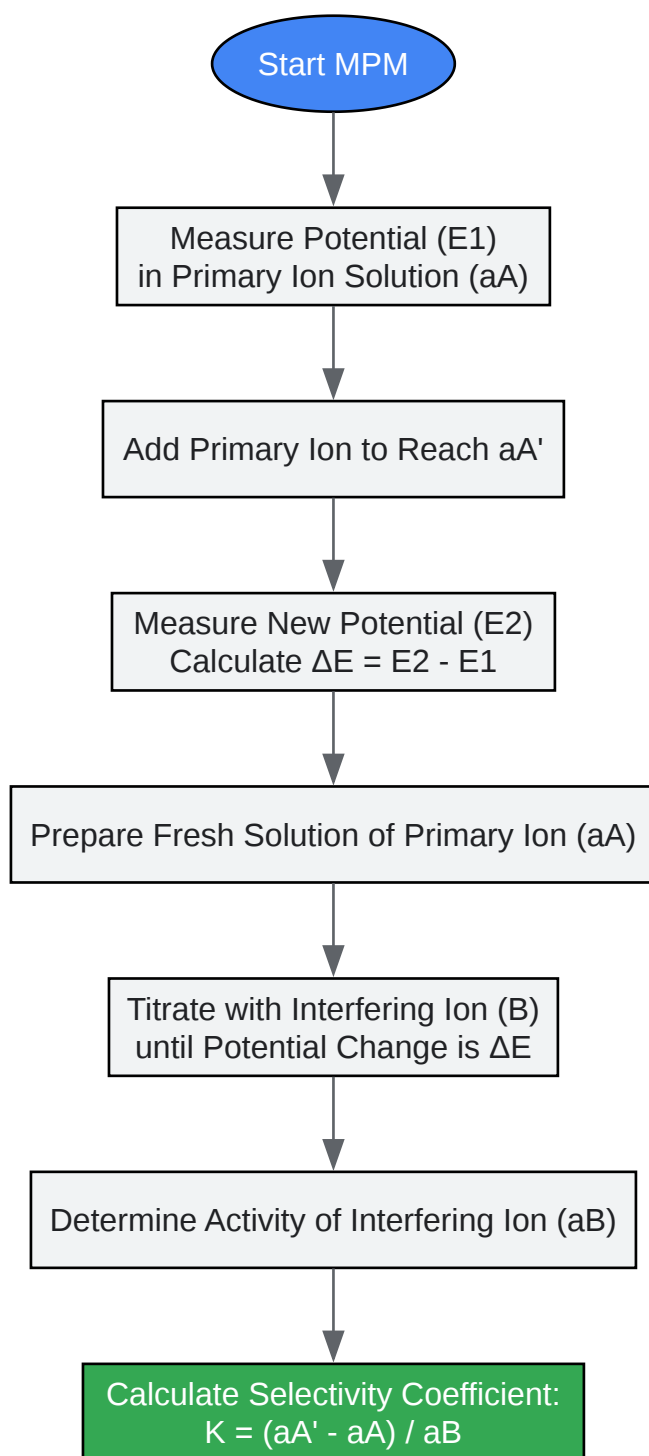 Start MPM
Measure Potential (E1)
in Primary Ion Solution (aA)
Add Primary Ion to Reach aA'
Measure New Potential (E2)
Calculate ΔE = E2 - E1
Prepare Fresh Solution of Primary Ion (aA)
Titrate with Interfering Ion (B)
until Potential Change is ΔE
Determine Activity of Interfering Ion (aB)
Calculate Selectivity Coefficient:
K = (aA' - aA) / aB